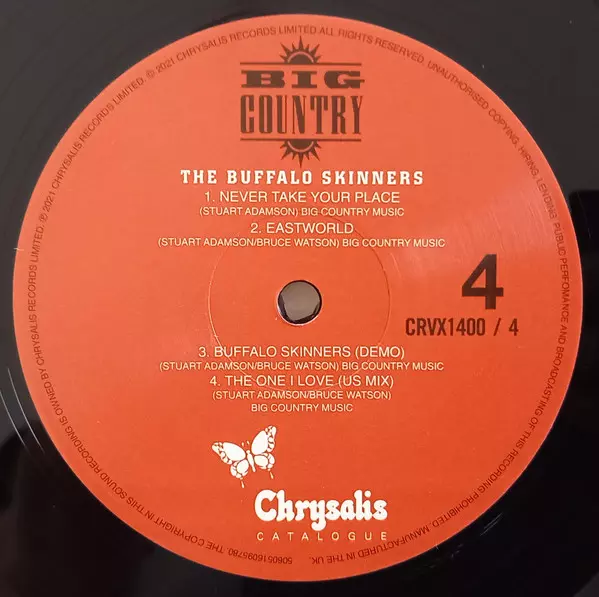 BIG
COUNTRY
THE BUFFALO SKINNERS
1. NEVER TAKE YOUR PLACE
(STUART ADAMSON) BIG COUNTRY MUSIC
2. EASTWORLD
(STUART ADAMSON/BRUCE WATSON) BIG COUNTRY MUSIC
4
CRVX1400 / 4
3. BUFFALO SKINNERS (DEMO)
(STUART ADAMSON/BRUCE WATSON) BIG COUNTRY MUSIC
4. THE ONE I LOVE (US MIX)
(STUART ADAMSON/BRUCE WATSON)
BIG COUNTRY MUSIC
Chrysalis
CATALOGUE
5060516095780. THE COPYRIGHT IN THIS SOUND RECORDING IS OWNED BY CHRYSALIS RECORDS LIMITED. ℗ 2021 CHRYSALIS RECORDS LIMITED. © 2021 CHRYSALIS RECORDS LIMITED ALL RIGHTS RESERVED. UNAUTHORISED COPYING, HIRING, LENDING, PUBLIC PERFOMANCE AND BROADCASTING OF THIS RECORDING PROHIBITED. MANUFACTURED IN THE UK.